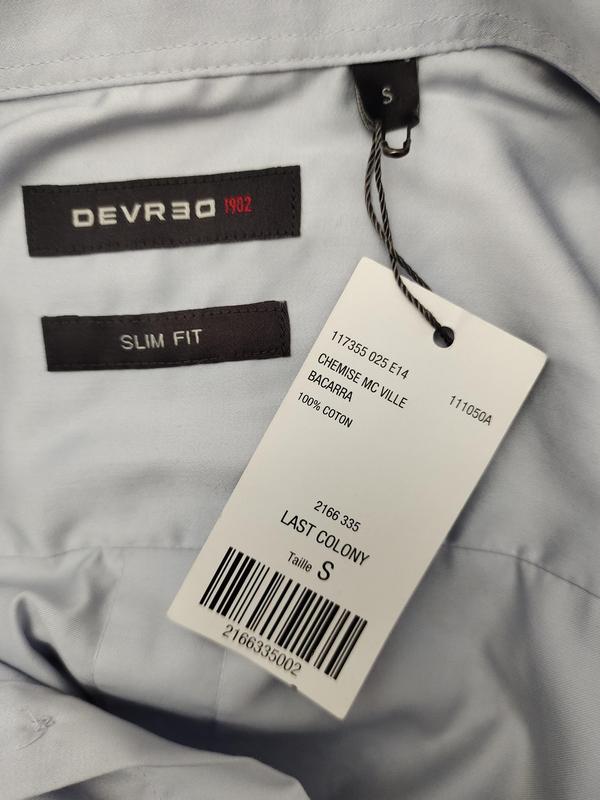 S
DEVRED 1902
SLIM FIT
117355 025 E14
CHEMISE MC VILLE
BACARRA
111050A
100% COTON
2166 335
LAST COLONY
Taille S
2166335002